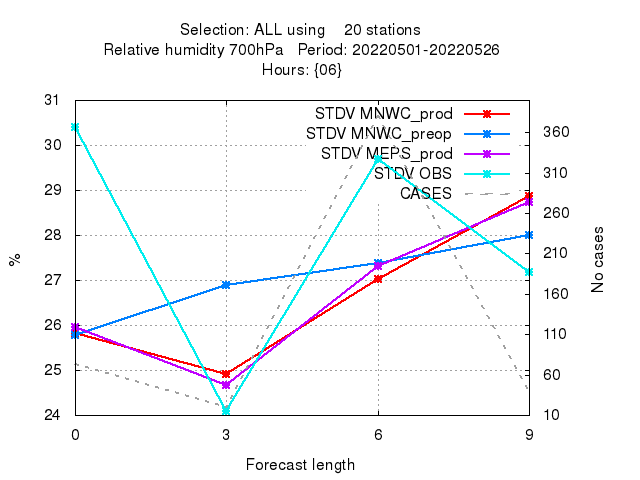 Selection: ALL using    20 stations
Relative humidity 700hPa   Period: 20220501-20220526
Hours: {06}
31
30
29
28
27
26
25
24
%
STDV MNWC_prod
STDV MNWC_preop
STDV MEPS_prod
STDV OBS
CASES
360
310
260
210
160
110
60
10
No cases
0 3 6 9
Forecast length